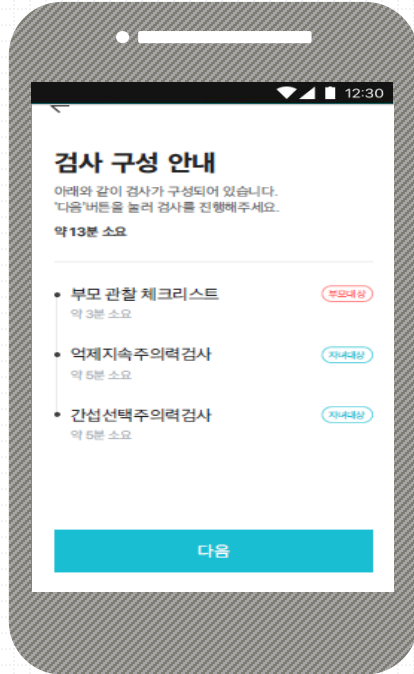 12:30
검사 구성 안내
아래와 같이 검사가 구성되어 있습니다.
'다음'버튼을 눌러 검사를 진행해주세요.
약 13분 소요
부모 관찰 체크리스트 부모대상
약 3분 소요
억제지속주의력검사 자녀대상
약 5분 소요
간섭선택주의력검사 자녀대상
약 5분 소요
다음